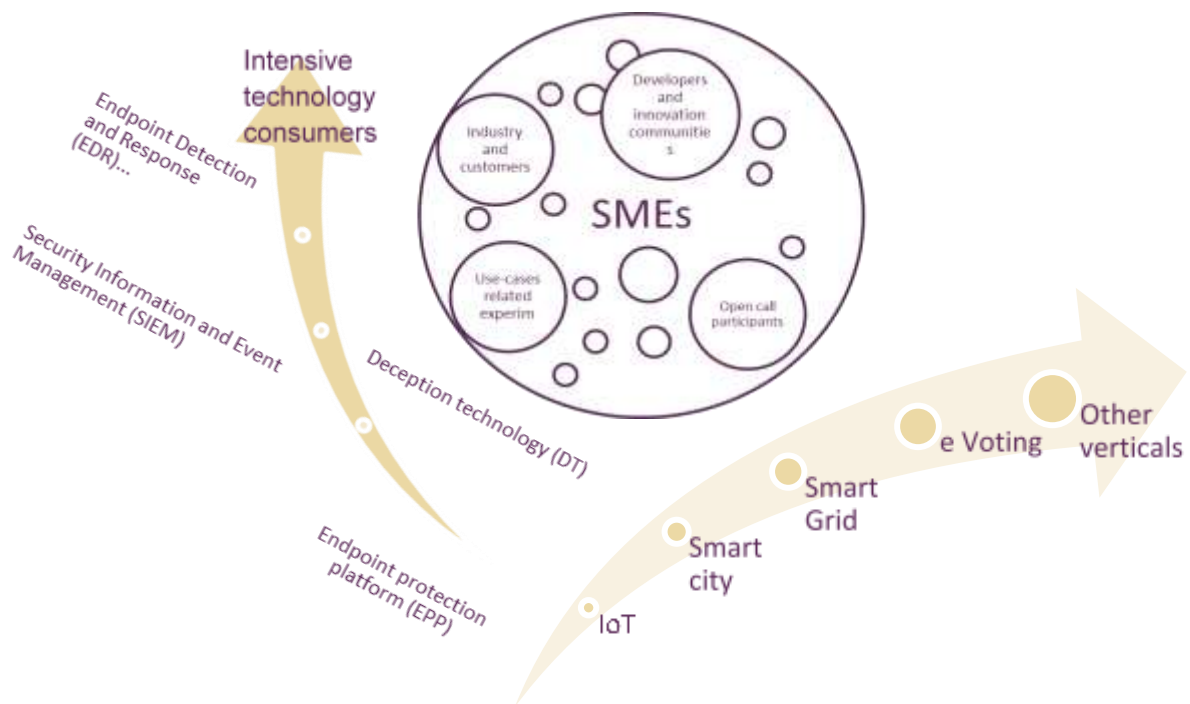 Intensive
technology
consumers
Endpoint Detection
and Response
(EDR)...
Security Information and Event
Management (SIEM)
Deception technology (DT)
Endpoint protection
platform (EPP)
Developers
and
innovation
communitie
s
Industry
and
customers
SMEs
Use-cases
related
experim
Open call
participants
IoT
Smart
city
Smart
Grid
e Voting
Other
verticals